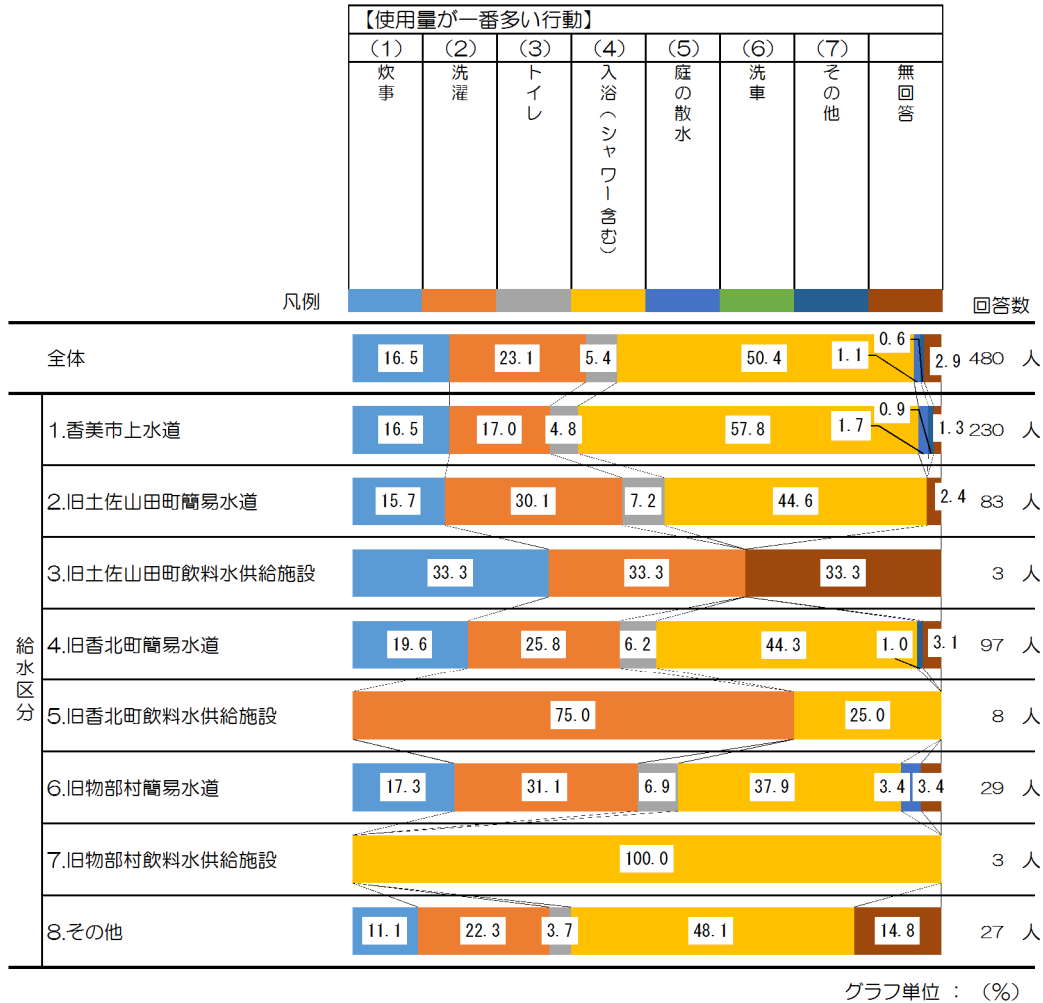 【使用量が一番多い行動】
(1) (2) (3) (4) (5) (6) (7)
炊事
洗濯
トイレ
入浴(シャワー含む)
庭の散水
洗車
その他
無回答
凡例
回答数
全体 16.5 23.1 5.4 50.4 1.1 0.6 2.9 480 人
給水区分
1.香美市上水道 16.5 17.0 4.8 57.8 1.7 0.9 1.3 230 人
2.旧土佐山田町簡易水道 15.7 30.1 7.2 44.6 2.4 83 人
3.旧土佐山田町飲料水供給施設 33.3 33.3 33.3 3 人
4.旧香北町簡易水道 19.6 25.8 6.2 44.3 1.0 3.1 97 人
5.旧香北町飲料水供給施設 75.0 25.0 8 人
6.旧物部村簡易水道 17.3 31.1 6.9 37.9 3.4 3.4 29 人
7.旧物部村飲料水供給施設 100.0 3 人
8.その他 11.1 22.3 3.7 48.1 14.8 27 人
グラフ単位 : (%)